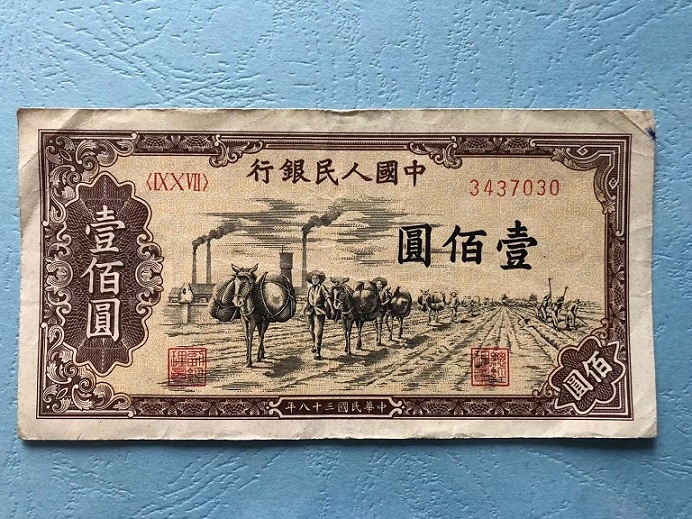 中國人民銀行
〈IXXVII〉
3437030
壹佰圓
壹佰圓
佰圓
中華民國三十八年